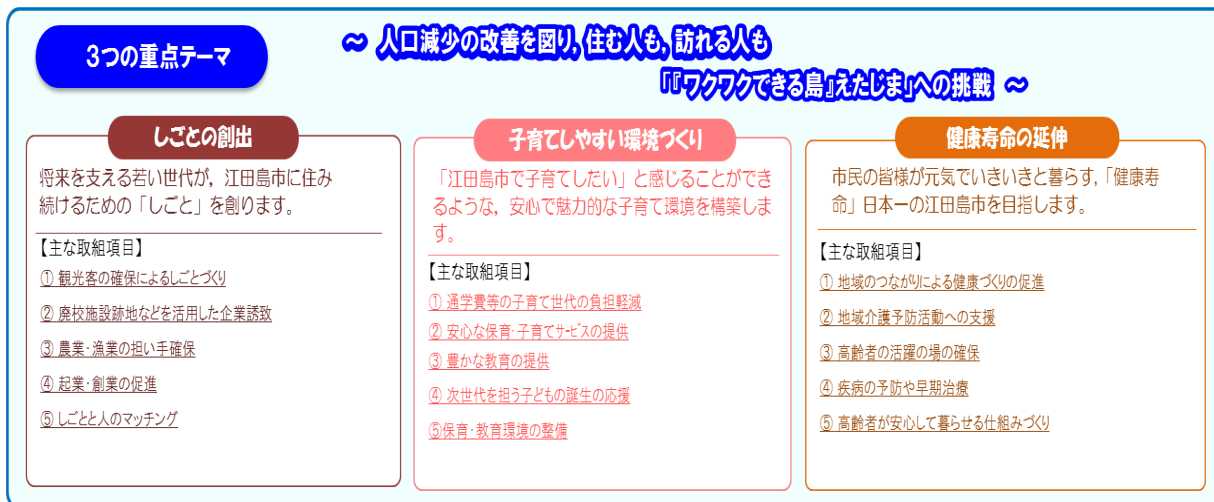 3つの重点テーマ
～ 人口減少の改善を図り,住む人も,訪れる人も
「『ワクワクできる島』えたじま」への挑戦 ～
しごとの創出
将来を支える若い世代が，江田島市に住み
続けるための「しごと」を創ります。
【主な取組項目】
① 観光客の確保によるしごとづくり
② 廃校施設跡地などを活用した企業誘致
③ 農業・漁業の担い手確保
④ 起業・創業の促進
⑤ しごとと人のマッチング
子育てしやすい環境づくり
「江田島市で子育てしたい」と感じることができ
るような，安心で魅力的な子育て環境を構築しま
す。
【主な取組項目】
① 通学費等の子育て世代の負担軽減
② 安心な保育・子育てサービスの提供
③ 豊かな教育の提供
④ 次世代を担う子どもの誕生の応援
⑤保育・教育環境の整備
健康寿命の延伸
市民の皆様が元気でいきいきと暮らす,「健康寿
命」日本一の江田島市を目指します。
【主な取組項目】
① 地域のつながりによる健康づくりの促進
② 地域介護予防活動への支援
③ 高齢者の活躍の場の確保
④ 疾病の予防や早期治療
⑤ 高齢者が安心して暮らせる仕組みづくり